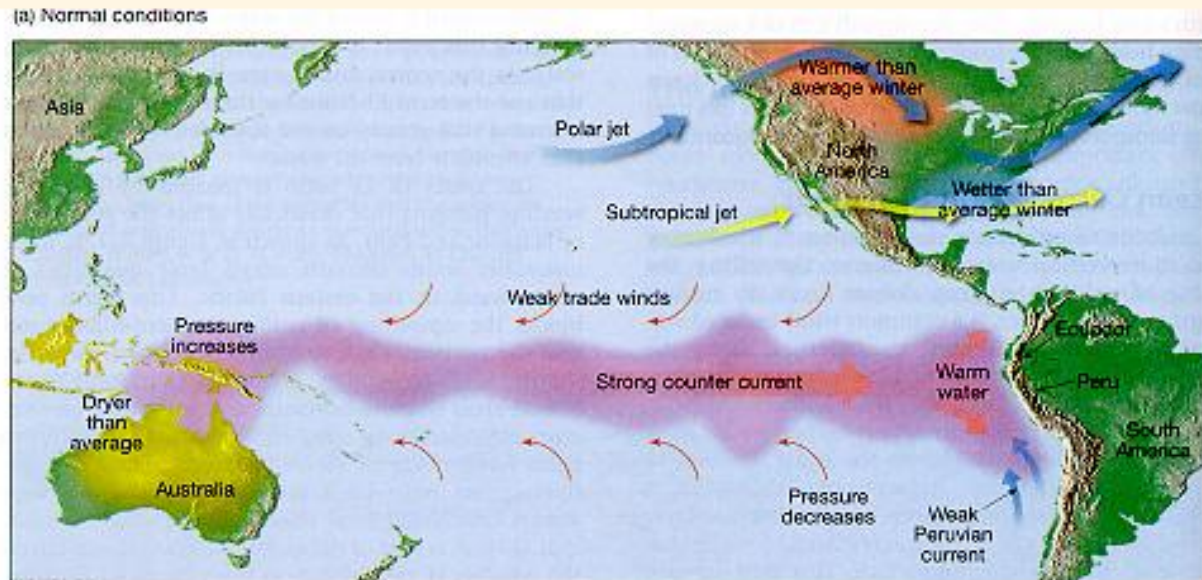 (a) Normal conditions
Asia
Polar jet
Warmer than
average winter
North
America
Subtropical jet
Wetter than
average winter
Weak trade winds
Pressure
increases
Ecuador
Strong counter current
Warm
water
Peru
Dryer
than
average
South
America
Australia
Pressure
decreases
Weak
Peruvian
current